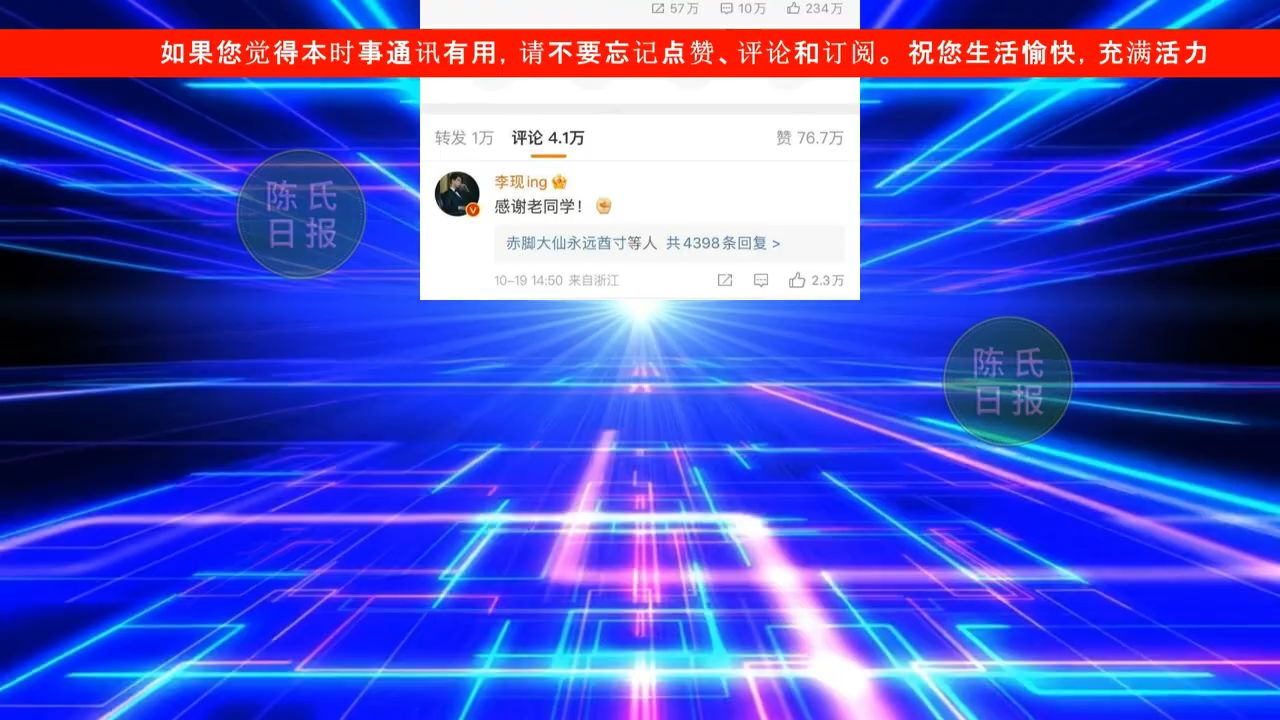 57万 10万 234万
如果您觉得本时事通讯有用, 请不要忘记点赞、评论和订阅。祝您生活愉快, 充满活力
转发 1万 评论 4.1万 赞 76.7万
李现ing
感谢老同学！
赤脚大仙永远酋寸等人 共4398条回复 >
10-19 14:50 来自浙江 2.3万
陈氏
日报
陈氏
日报